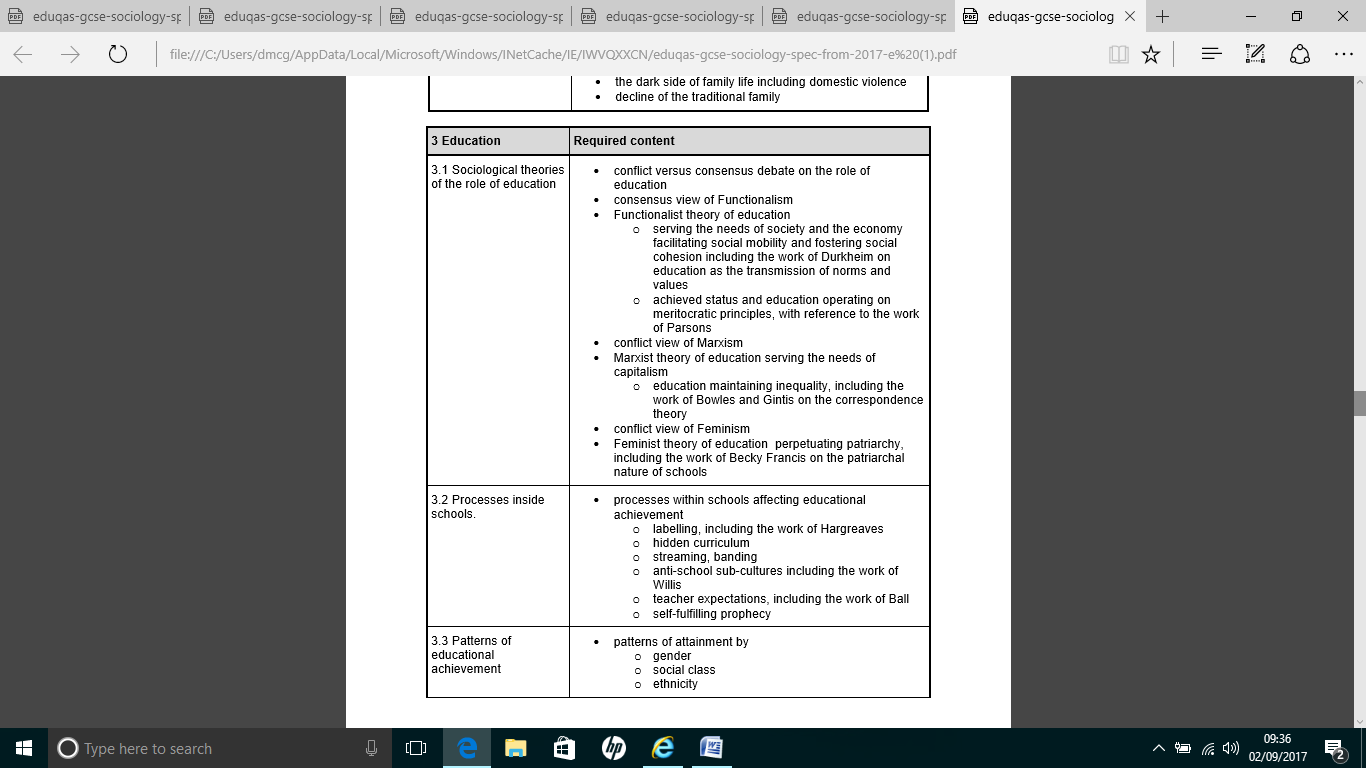 eduqas-gcse-sociology-sp
eduqas-gcse-sociology-sp
eduqas-gcse-sociology-sp
eduqas-gcse-sociology-sp
eduqas-gcse-sociology-sp
eduqas-gcse-sociolog
file:///C:/Users/dmcg/AppData/Local/Microsoft/Windows/INetCache/IE/IWVQXXCN/eduqas-gcse-sociology-spec-from-2017-e%20(1).pdf
• the dark side of family life including domestic violence
• decline of the traditional family
3 Education
Required content
3.1 Sociological theories
of the role of education
• conflict versus consensus debate on the role of
education
• consensus view of Functionalism
• Functionalist theory of education
o serving the needs of society and the economy
facilitating social mobility and fostering social
cohesion including the work of Durkheim on
education as the transmission of norms and
values
o achieved status and education operating on
meritocratic principles, with reference to the work
of Parsons
• conflict view of Marxism
• Marxist theory of education serving the needs of
capitalism
o education maintaining inequality, including the
work of Bowles and Gintis on the correspondence
theory
• conflict view of Feminism
• Feminist theory of education perpetuating patriarchy,
including the work of Becky Francis on the patriarchal
nature of schools
3.2 Processes inside
schools.
• processes within schools affecting educational
achievement
o labelling, including the work of Hargreaves
o hidden curriculum
o streaming, banding
o anti-school sub-cultures including the work of
Willis
o teacher expectations, including the work of Ball
o self-fulfilling prophecy
3.3 Patterns of
educational
achievement
• patterns of attainment by
o gender
o social class
o ethnicity
Type here to search
hp
09:36
02/09/2017
2